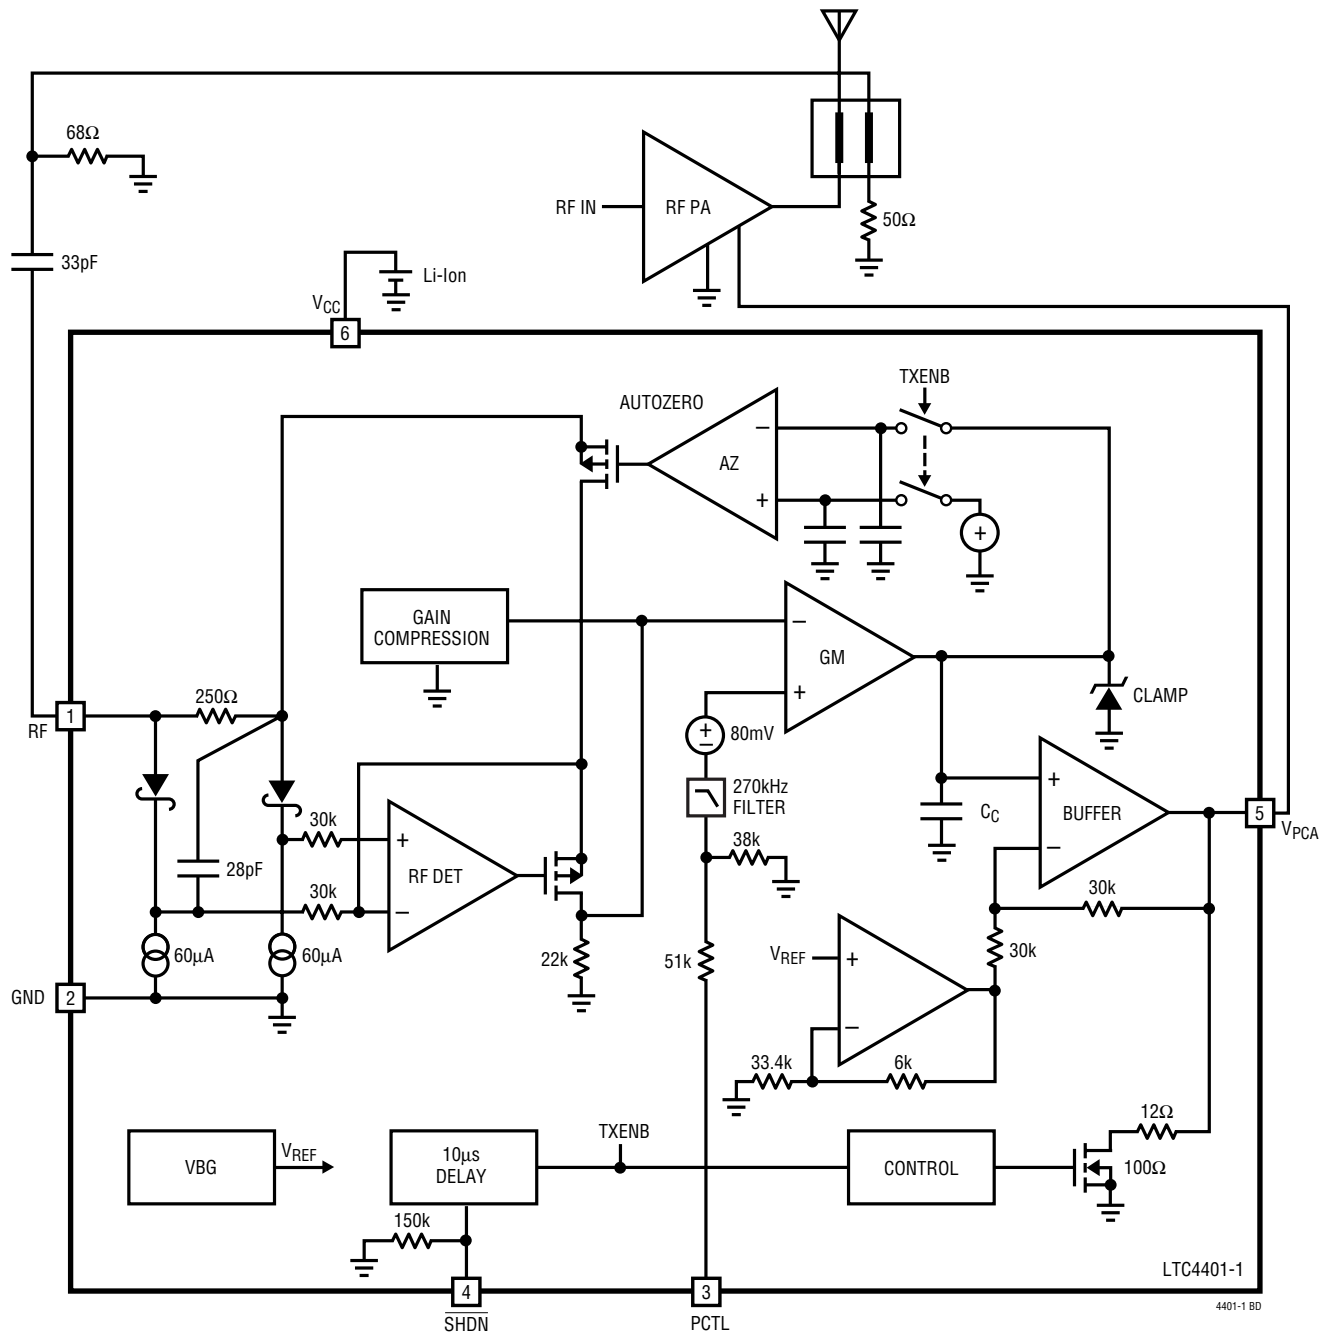 68Ω
RF IN
RF PA
50Ω
33pF
Li-Ion
VCC
6
TXENB
AUTOZERO
−
AZ
+
+
GAIN
COMPRESSION
−
GM
+
250Ω
1
RF
+
−
80mV
CLAMP
270kHz
FILTER
+
BUFFER
−
CC
5
VPCA
30k
38k
+
RF DET
−
28pF
30k
30k
60µA
60µA
22k
51k
VREF
+
−
30k
GND
2
33.4k
6k
VBG
VREF
10µs
DELAY
TXENB
CONTROL
12Ω
100Ω
150k
LTC4401-1
4
3
SHDN
PCTL
4401-1 BD